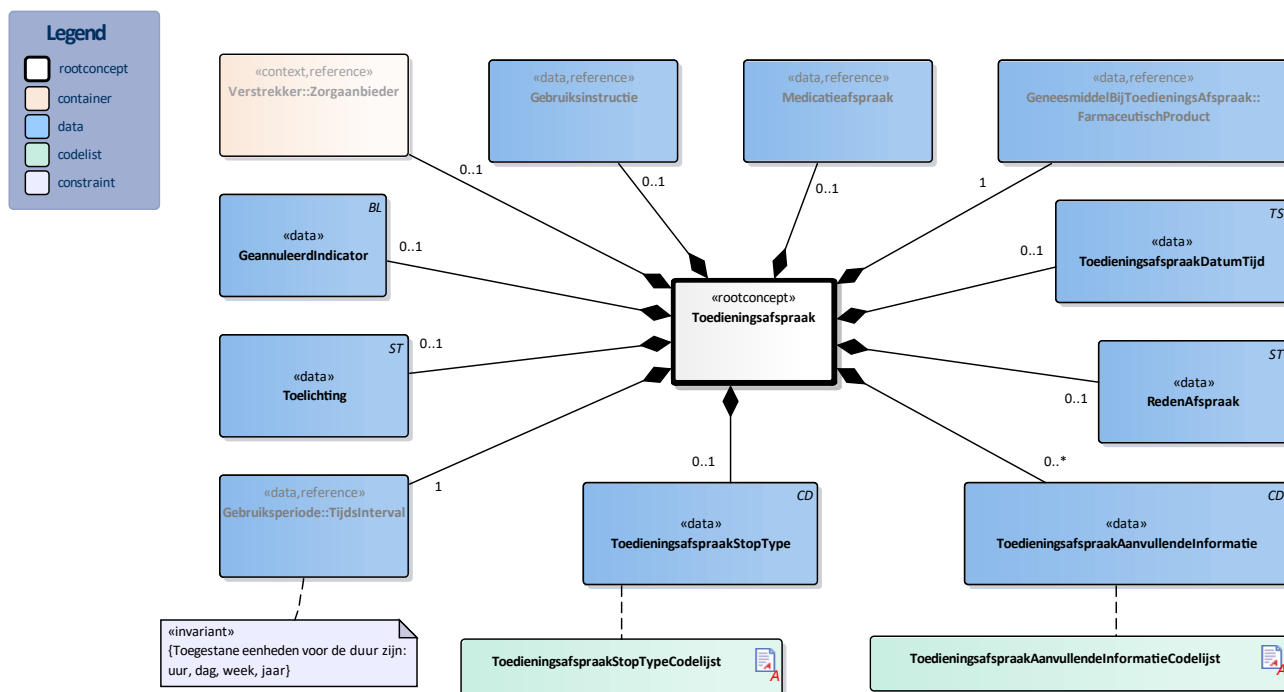 Legend
rootconcept
container
data
codelist
constraint
«context,reference»
Verstrekker::Zorgaanbieder
«data,reference»
Gebruiksinstructie
«data,reference»
Medicatieafspraak
«data,reference»
GeneesmiddelBijToedieningsAfspraak::
FarmaceutischProduct
0..1
0..1
0..1
1
BL
«data»
GeannuleerdIndicator
0..1
TS
«data»
ToedieningsafspraakDatumTijd
0..1
«rootconcept»
Toedieningsafspraak
ST
«data»
Toelichting
0..1
ST
«data»
RedenAfspraak
0..1
«data,reference»
Gebruiksperiode::TijdsInterval
1
0..1
CD
«data»
ToedieningsafspraakStopType
0..*
CD
«data»
ToedieningsafspraakAanvullendeInformatie
«invariant»
{Toegestane eenheden voor de duur zijn:
uur, dag, week, jaar}
ToedieningsafspraakStopTypeCodelijst
A
ToedieningsafspraakAanvullendeInformatieCodelijst
A